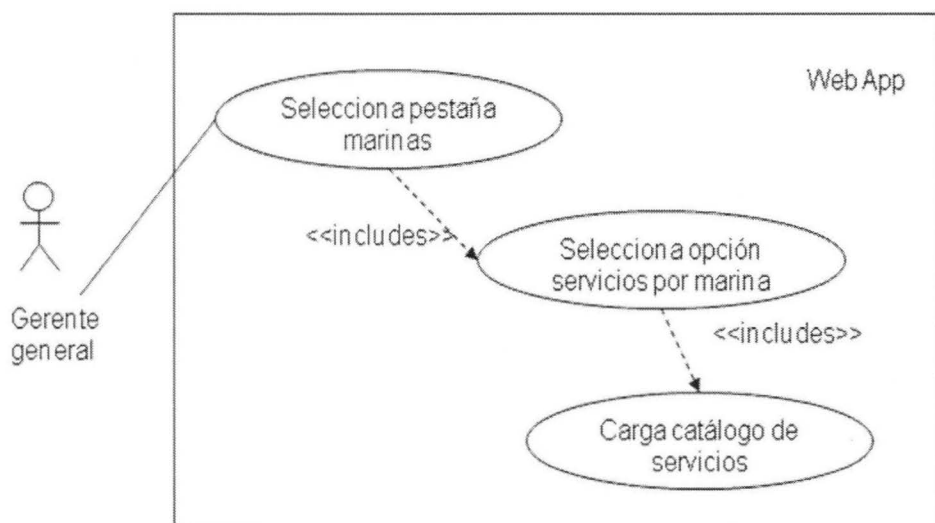 Web App
Selecciona pestaña
marinas
<<includes>>
Selecciona opción
servicios por marina
Gerente
general
<<includes>>
Carga catálogo de
servicios